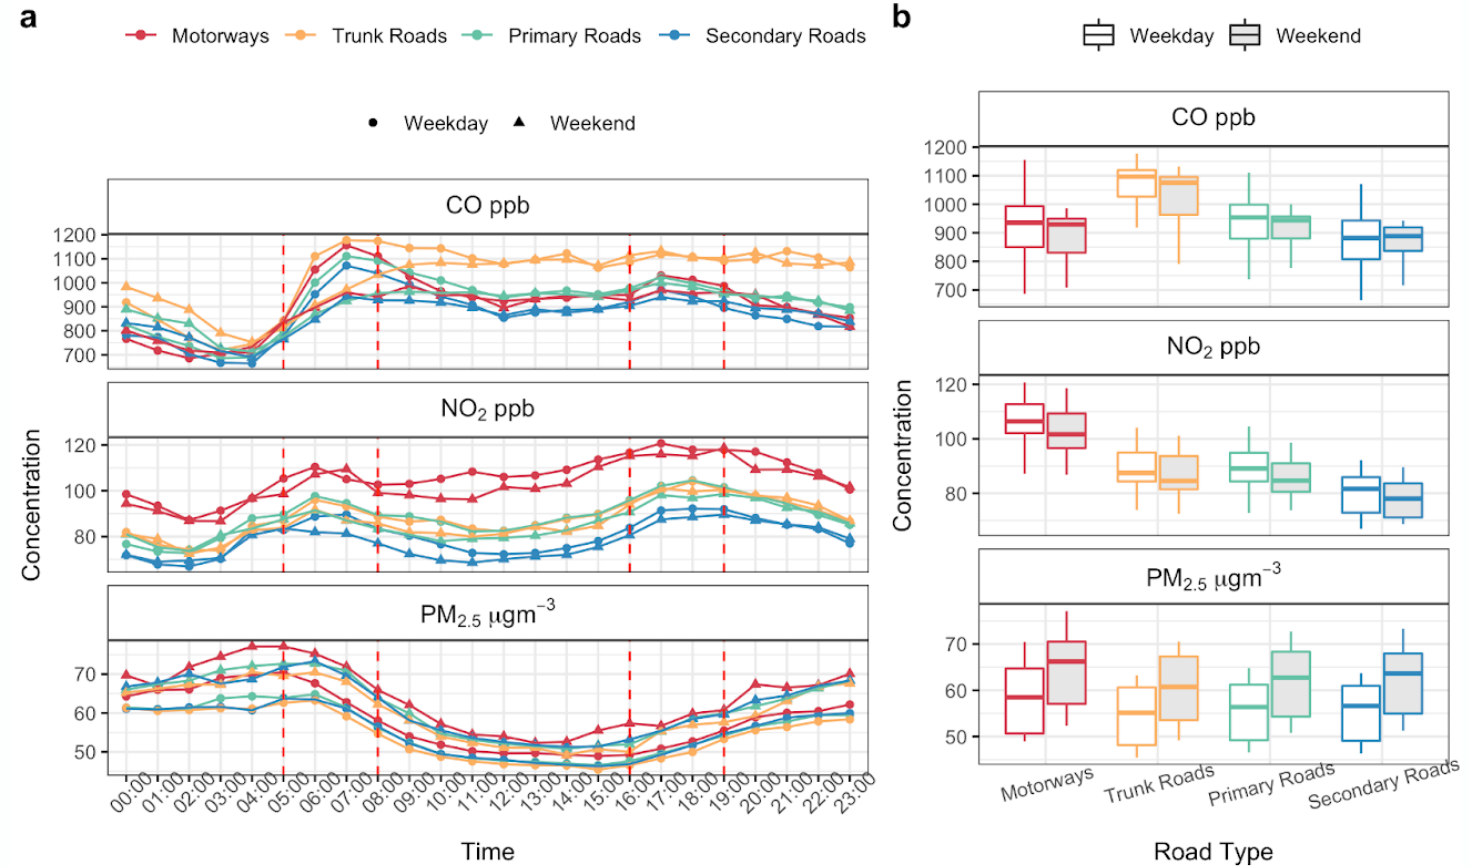 a
Motorways Trunk Roads Primary Roads Secondary Roads
Weekday Weekend
CO ppb
1200
1100
1000
900
800
700
NO₂ ppb
120
100
80
PM₂.₅ μgm⁻³
70
60
50
00:00 01:00 02:00 03:00 04:00 05:00 06:00 07:00 08:00 09:00 10:00 11:00 12:00 13:00 14:00 15:00 16:00 17:00 18:00 19:00 20:00 21:00 22:00 23:00
Concentration
Time
b
Weekday Weekend
CO ppb
1200
1100
1000
900
800
700
NO₂ ppb
120
100
80
PM₂.₅ μgm⁻³
70
60
50
Motorways Trunk Roads Primary Roads Secondary Roads
Concentration
Road Type